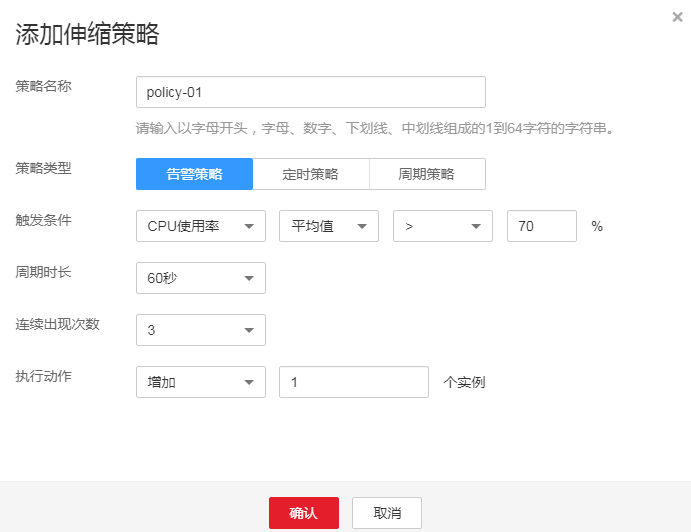 添加伸缩策略
策略名称 policy-01
请输入以字母开头，字母、数字、下划线、中划线组成的1到64字符的字符串。
策略类型 告警策略 定时策略 周期策略
触发条件 CPU使用率 平均值 > 70 %
周期时长 60秒
连续出现次数 3
执行动作 增加 1 个实例
确认 取消